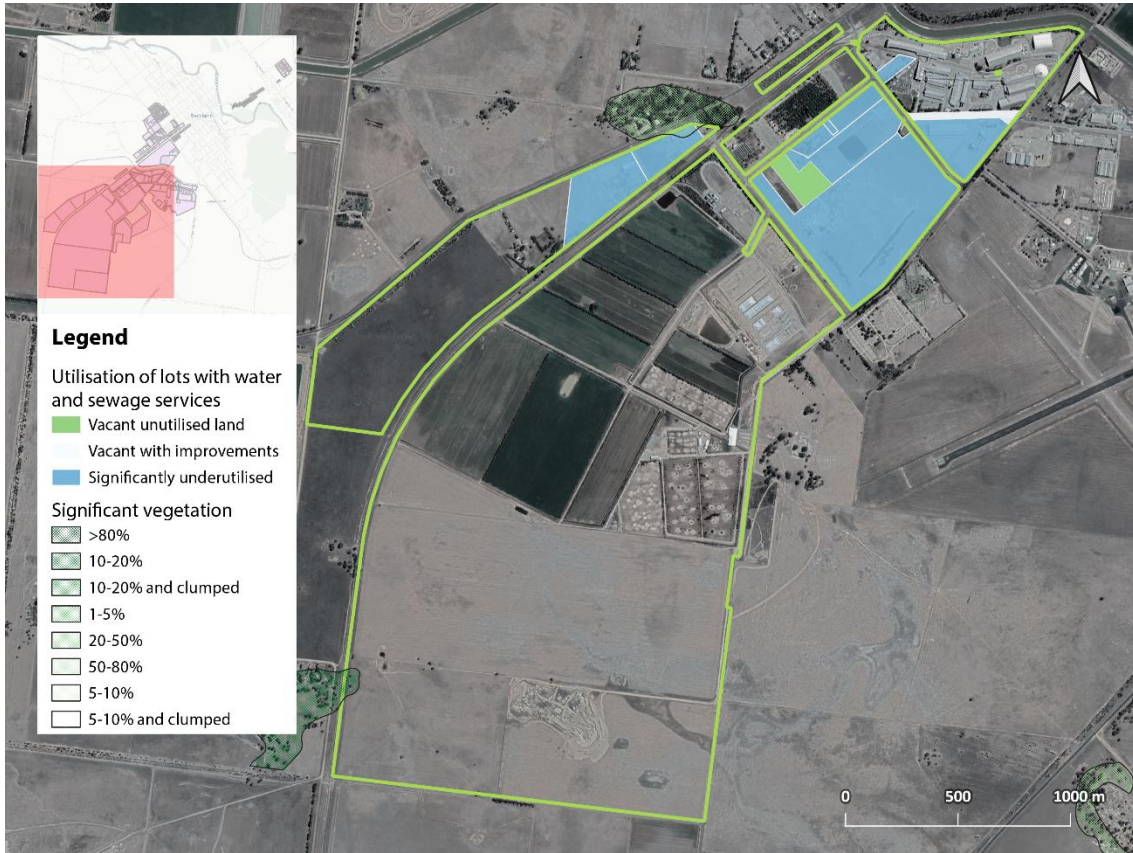 Legend
Utilisation of lots with water
and sewage services
Vacant unutilised land
Vacant with improvements
Significantly underutilised
Significant vegetation
>80%
10-20%
10-20% and clumped
1-5%
20-50%
50-80%
5-10%
5-10% and clumped
0 500 1000 m